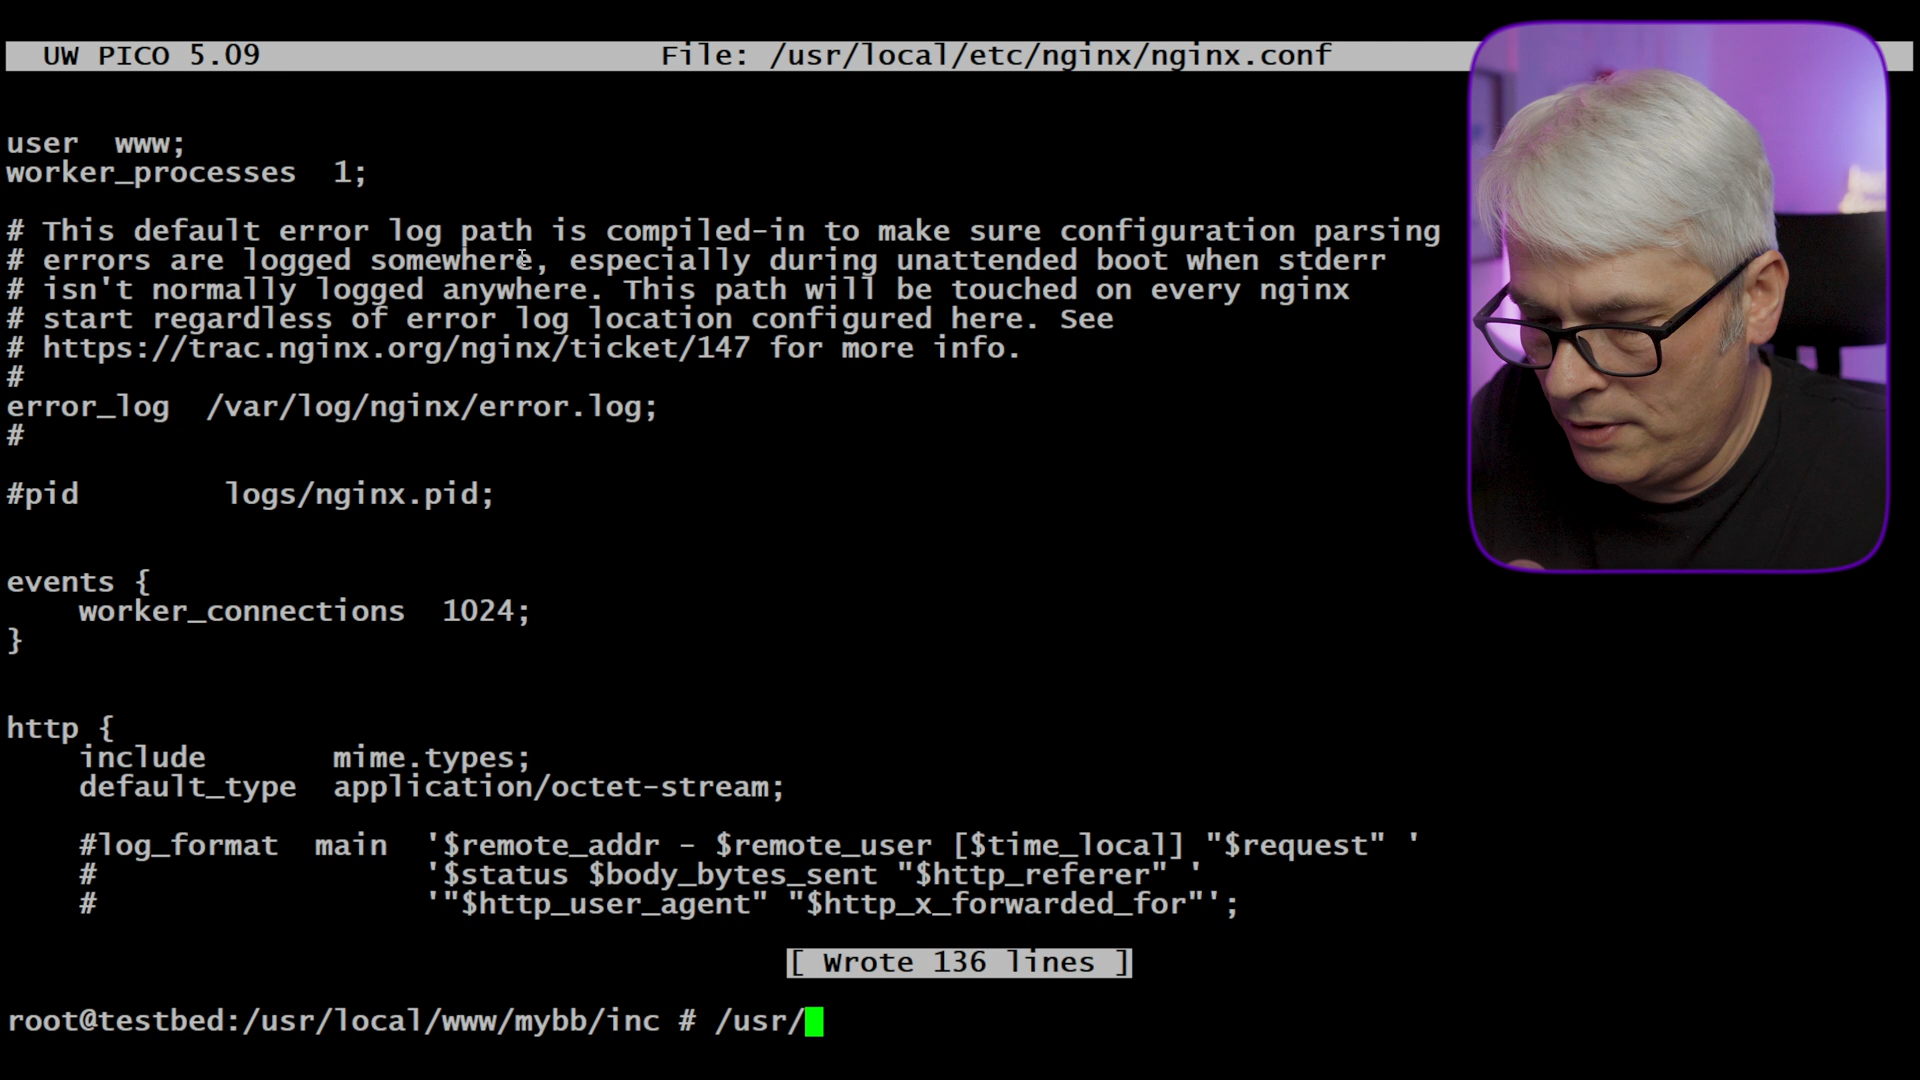 UW PICO 5.09 File: /usr/local/etc/nginx/nginx.conf
user  www;
worker_processes  1;
# This default error log path is compiled-in to make sure configuration parsing
# errors are logged somewhere, especially during unattended boot when stderr
# isn't normally logged anywhere. This path will be touched on every nginx
# start regardless of error log location configured here. See
# https://trac.nginx.org/nginx/ticket/147 for more info.
#
error_log  /var/log/nginx/error.log;
#
#pid        logs/nginx.pid;
events {
    worker_connections  1024;
}
http {
    include       mime.types;
    default_type  application/octet-stream;
    #log_format  main  '$remote_addr - $remote_user [$time_local] "$request" '
    #                  '$status $body_bytes_sent "$http_referer" '
    #                  '"$http_user_agent" "$http_x_forwarded_for"';
[ Wrote 136 lines ]
root@testbed:/usr/local/www/mybb/inc # /usr/